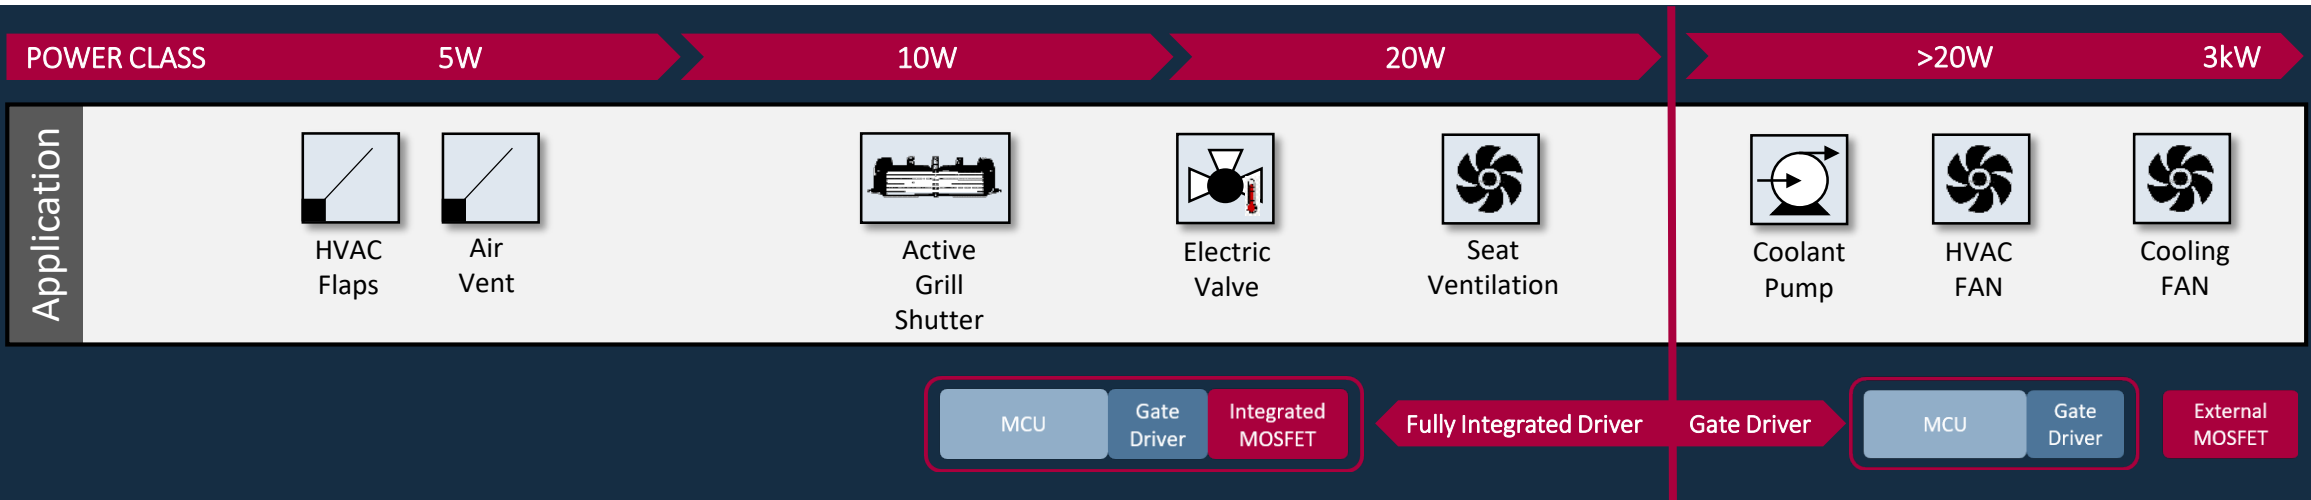 POWER CLASS 5W 10W 20W >20W 3kW
Application
HVAC
Flaps
Air
Vent
Active
Grill
Shutter
Electric
Valve
Seat
Ventilation
Coolant
Pump
HVAC
FAN
Cooling
FAN
MCU
Gate
Driver
Integrated
MOSFET
Fully Integrated Driver
Gate Driver
MCU
Gate
Driver
External
MOSFET